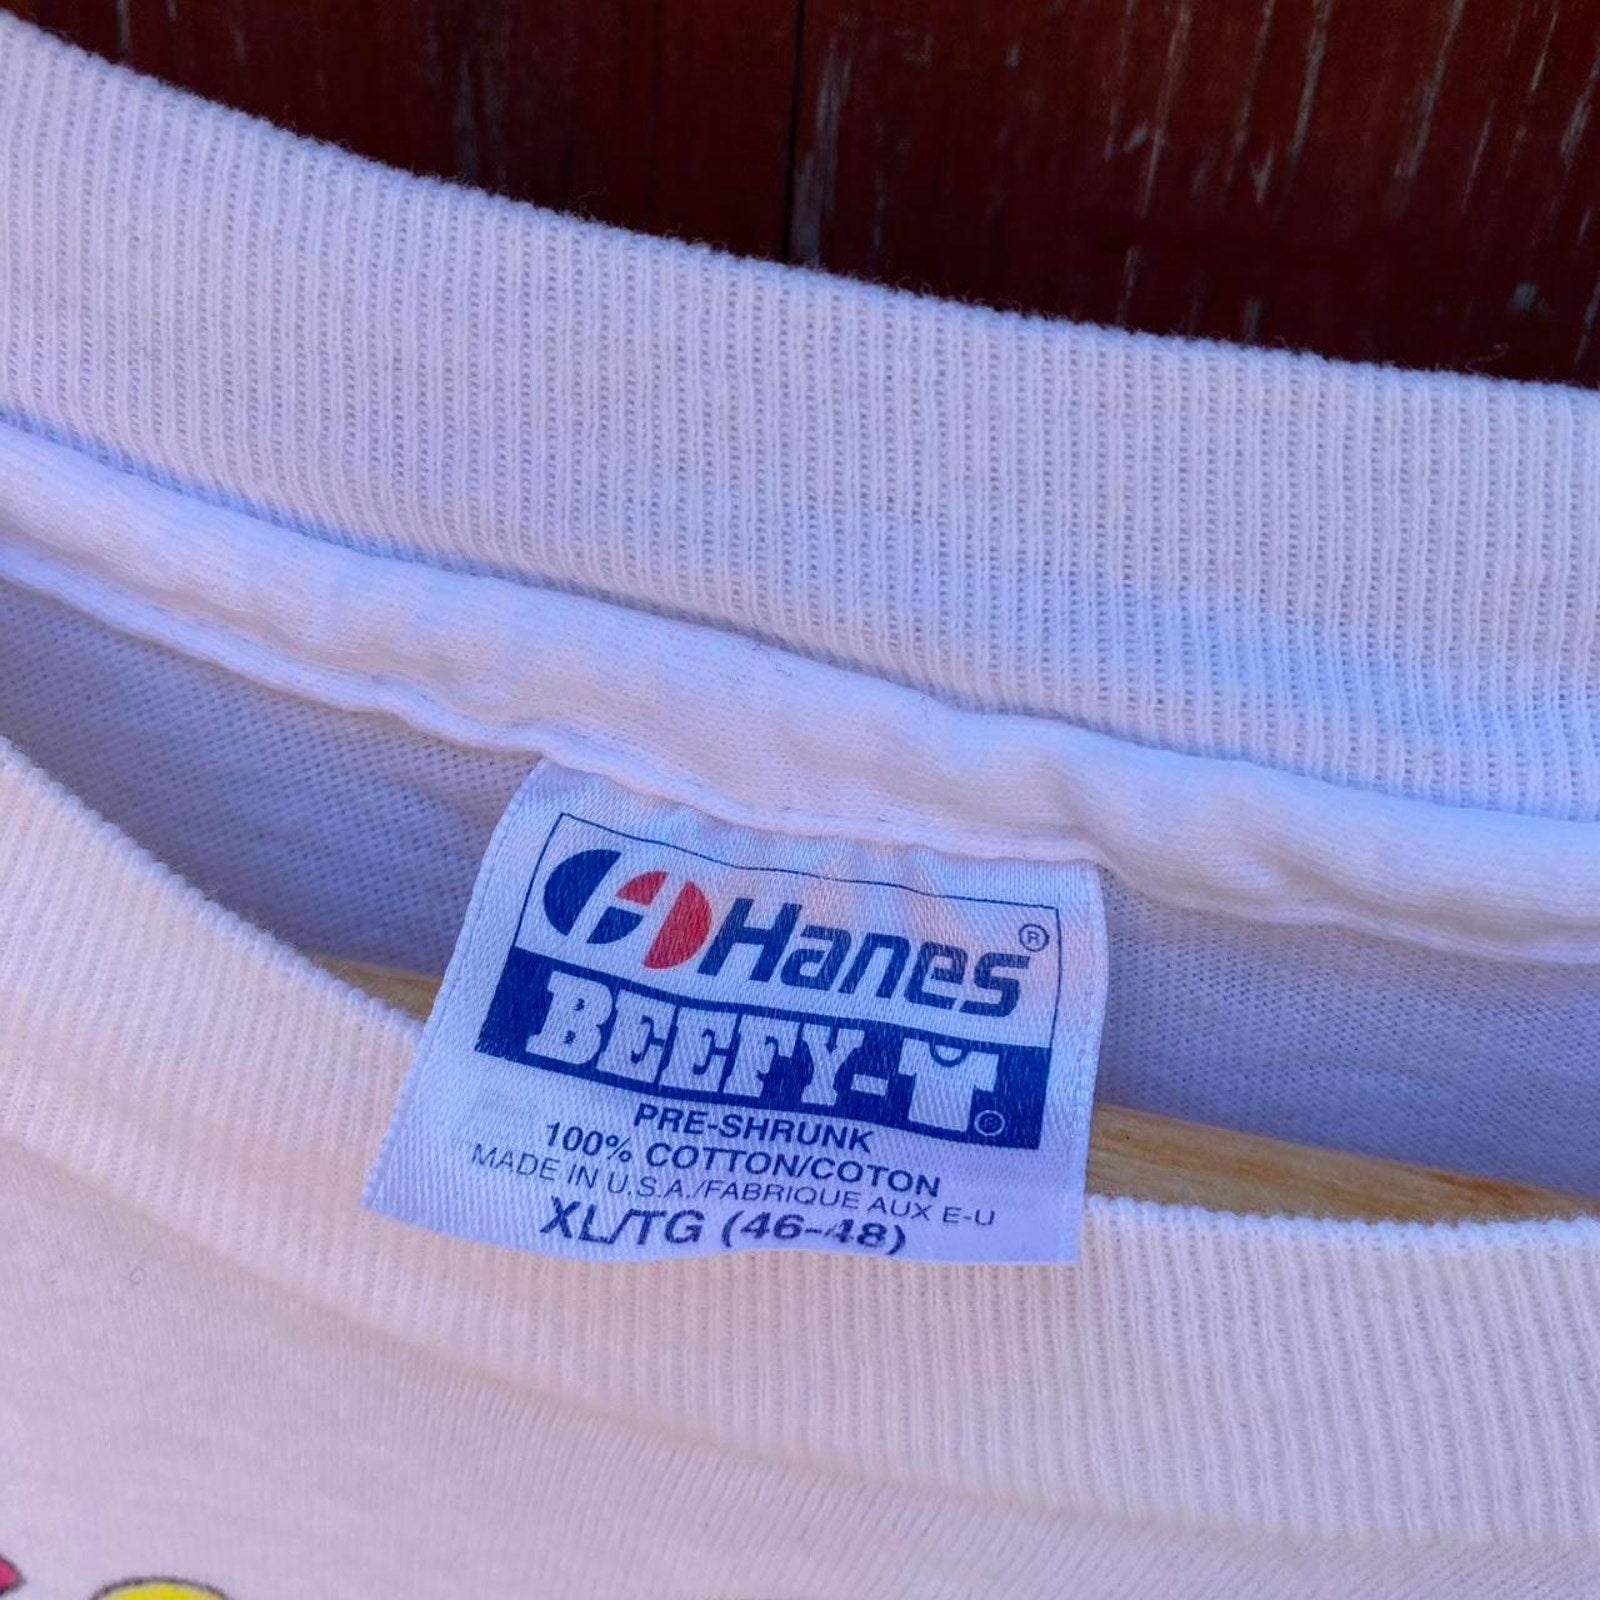 Hanes®
BEEFY-T®
PRE-SHRUNK
100% COTTON/COTON
MADE IN U.S.A./FABRIQUE AUX E-U
XL/TG (46-48)